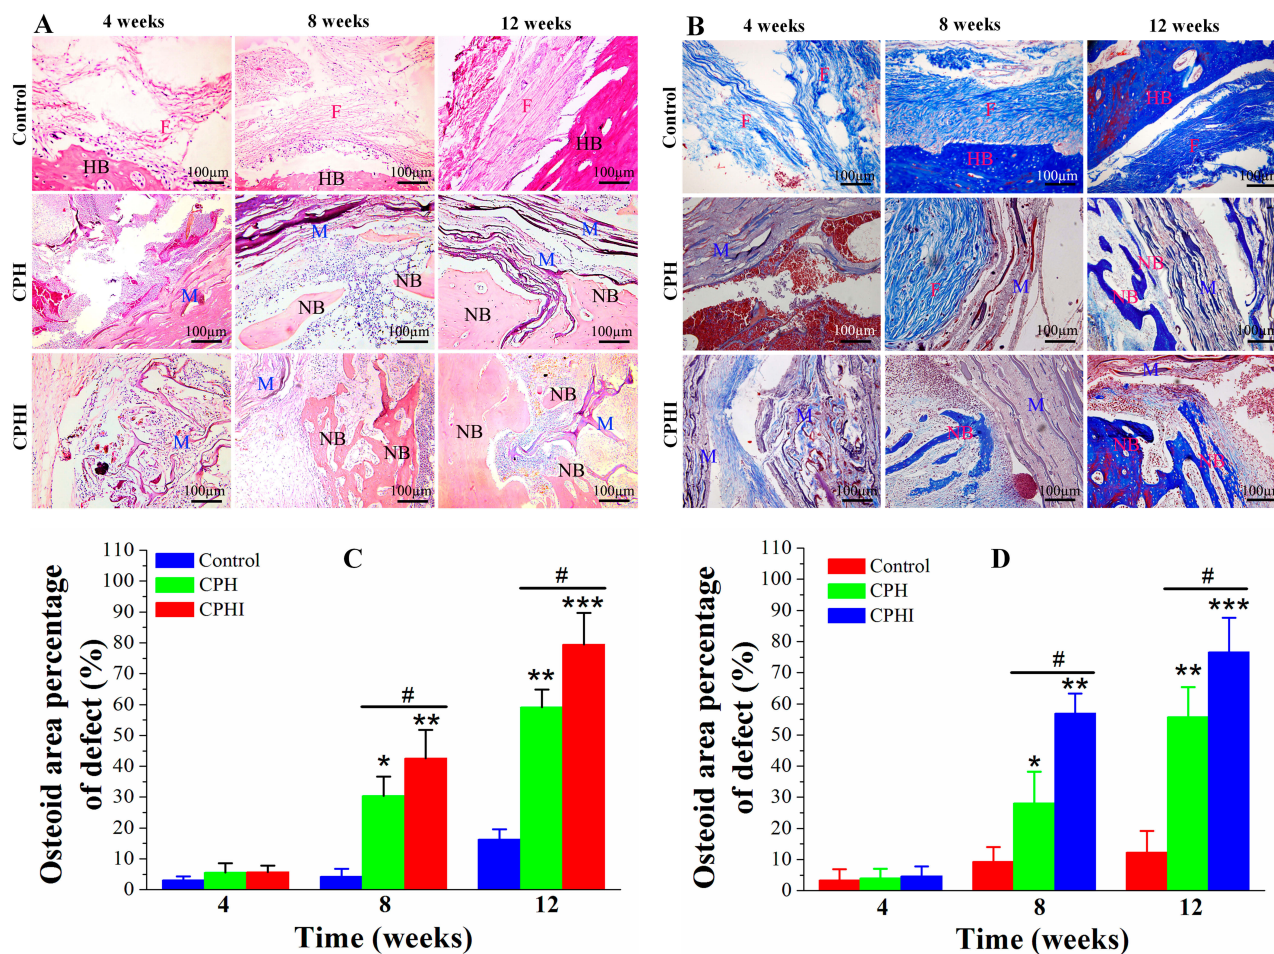 A
4 weeks
8 weeks
12 weeks
Control
F
HB
100μm
F
HB
100μm
F
HB
100μm
CPH
M
100μm
M
NB
NB
100μm
M
M
NB
NB
100μm
CPHI
M
100μm
M
NB
NB
100μm
NB
NB
M
NB
100μm
B
4 weeks
8 weeks
12 weeks
Control
F
F
100μm
F
HB
100μm
HB
F
100μm
CPH
M
100μm
F
M
100μm
NB
NB
100μm
CPHI
M
M
100μm
NB
M
100μm
M
NB
NB
100μm
C
Osteoid area percentage
of defect (%)
110
100
90
80
70
60
50
40
30
20
10
0
Control
CPH
CPHI
*
**
#
**
***
#
4
8
12
Time (weeks)
D
Osteoid area percentage
of defect (%)
110
100
90
80
70
60
50
40
30
20
10
0
Control
CPH
CPHI
*
**
#
**
***
#
4
8
12
Time (weeks)